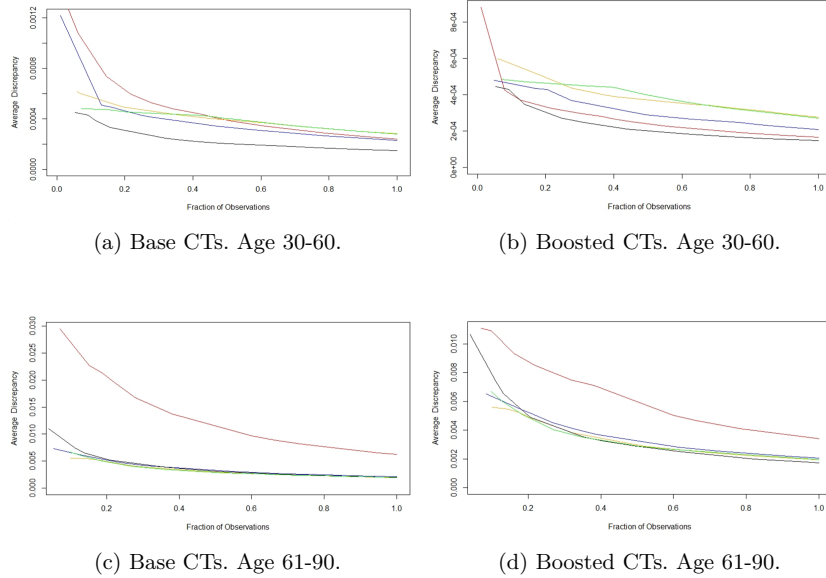 0.0012
0.0008
0.0004
0.0000
Average Discrepancy
0.0 0.2 0.4 0.6 0.8 1.0
Fraction of Observations
(a) Base CTs. Age 30-60.
8e-04
6e-04
4e-04
2e-04
0e+00
Average Discrepancy
0.0 0.2 0.4 0.6 0.8 1.0
Fraction of Observations
(b) Boosted CTs. Age 30-60.
0.030
0.025
0.020
0.015
0.010
0.005
0.000
Average Discrepancy
0.2 0.4 0.6 0.8 1.0
Fraction of Observations
(c) Base CTs. Age 61-90.
0.010
0.008
0.006
0.004
0.002
0.000
Average Discrepancy
0.2 0.4 0.6 0.8 1.0
Fraction of Observations
(d) Boosted CTs. Age 61-90.